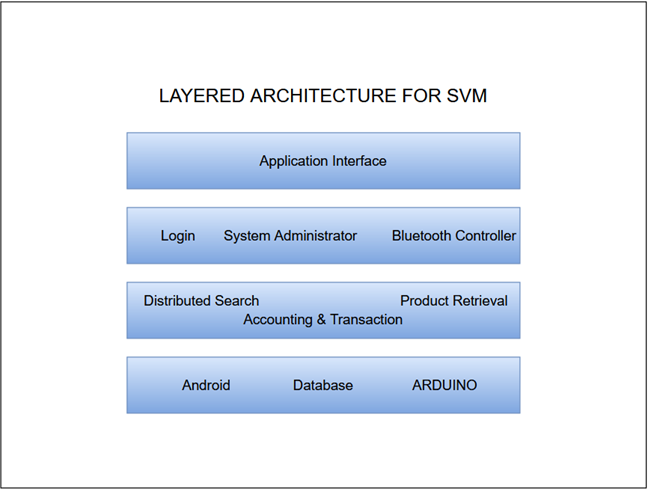 LAYERED ARCHITECTURE FOR SVM
Application Interface
Login System Administrator Bluetooth Controller
Distributed Search Product Retrieval
Accounting & Transaction
Android Database ARDUINO